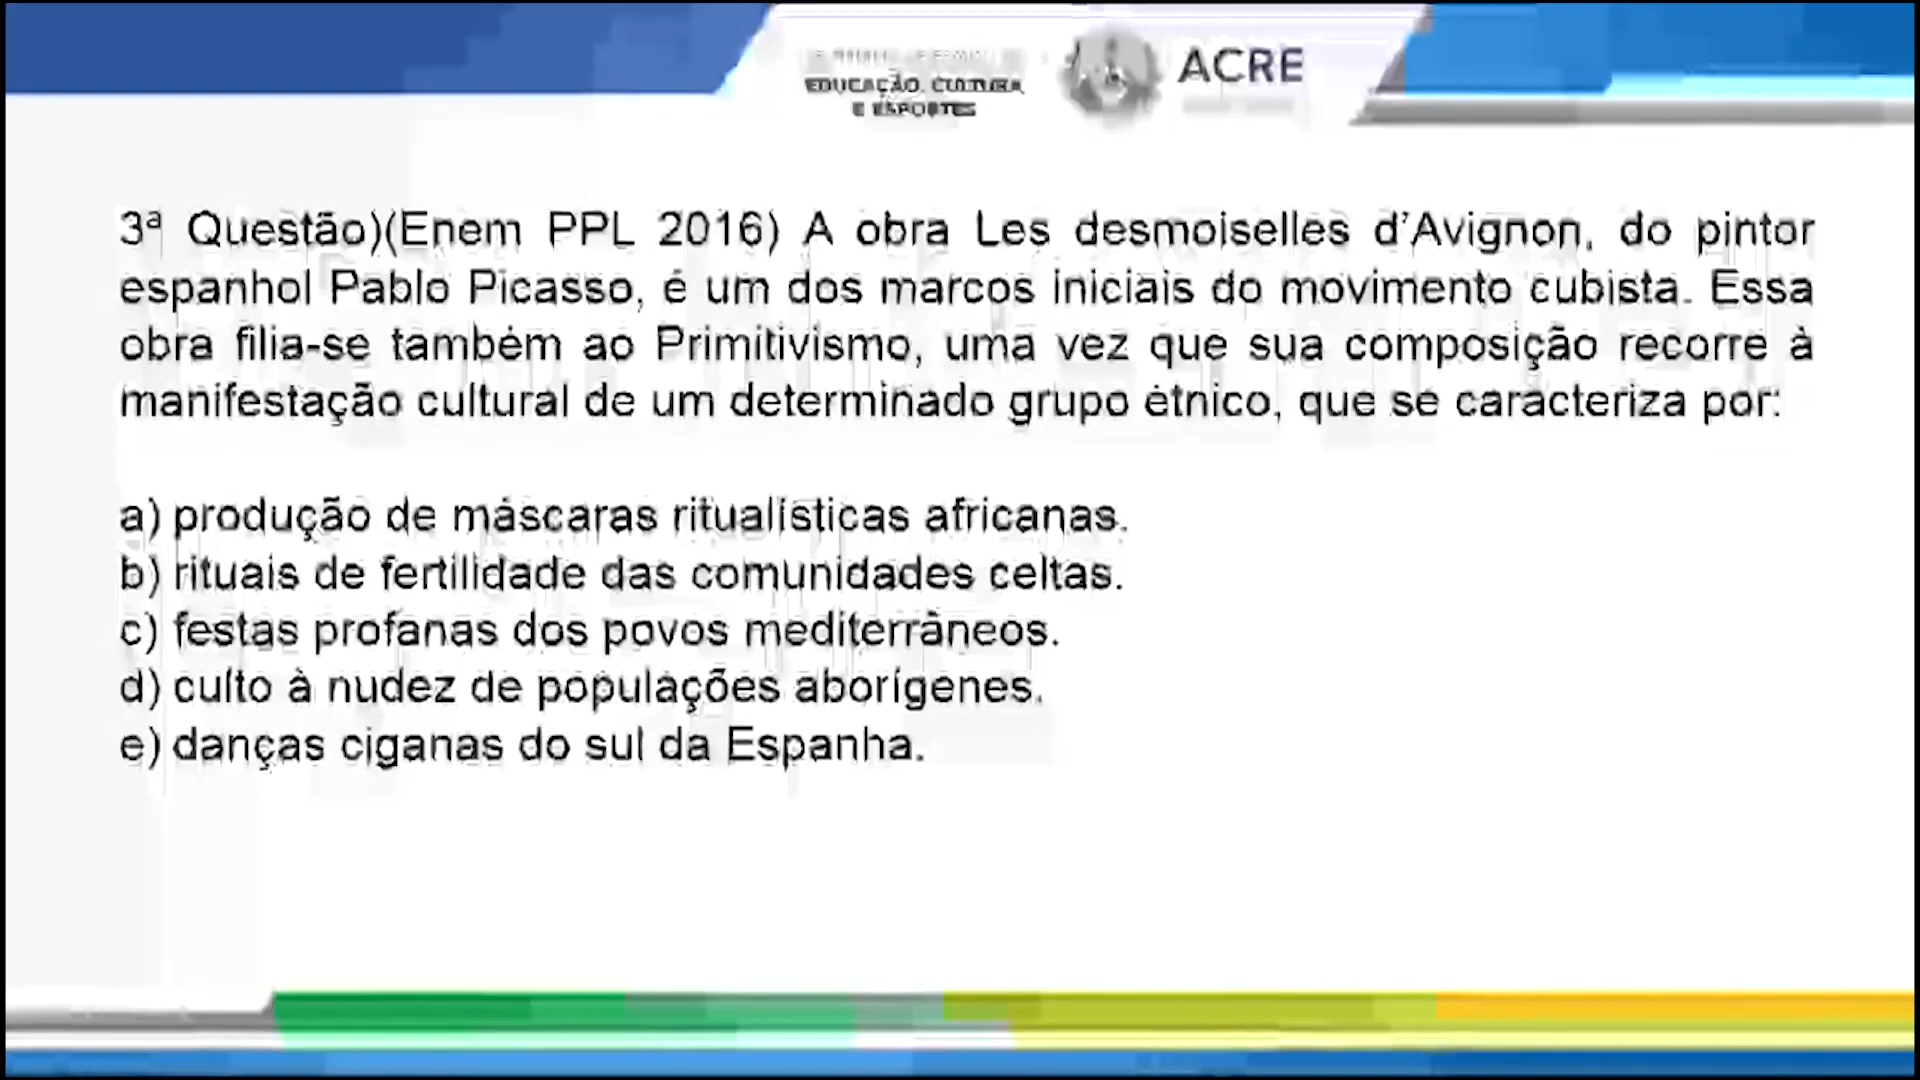 EDUCAÇÃO, CULTURA
E ESPORTES
ACRE
3ª Questão)(Enem PPL 2016) A obra Les desmoiselles d'Avignon, do pintor
espanhol Pablo Picasso, é um dos marcos iniciais do movimento cubista. Essa
obra filia-se também ao Primitivismo, uma vez que sua composição recorre à
manifestação cultural de um determinado grupo étnico, que se caracteriza por:
a) produção de máscaras ritualísticas africanas.
b) rituais de fertilidade das comunidades celtas.
c) festas profanas dos povos mediterrâneos.
d) culto à nudez de populações aborígenes.
e) danças ciganas do sul da Espanha.